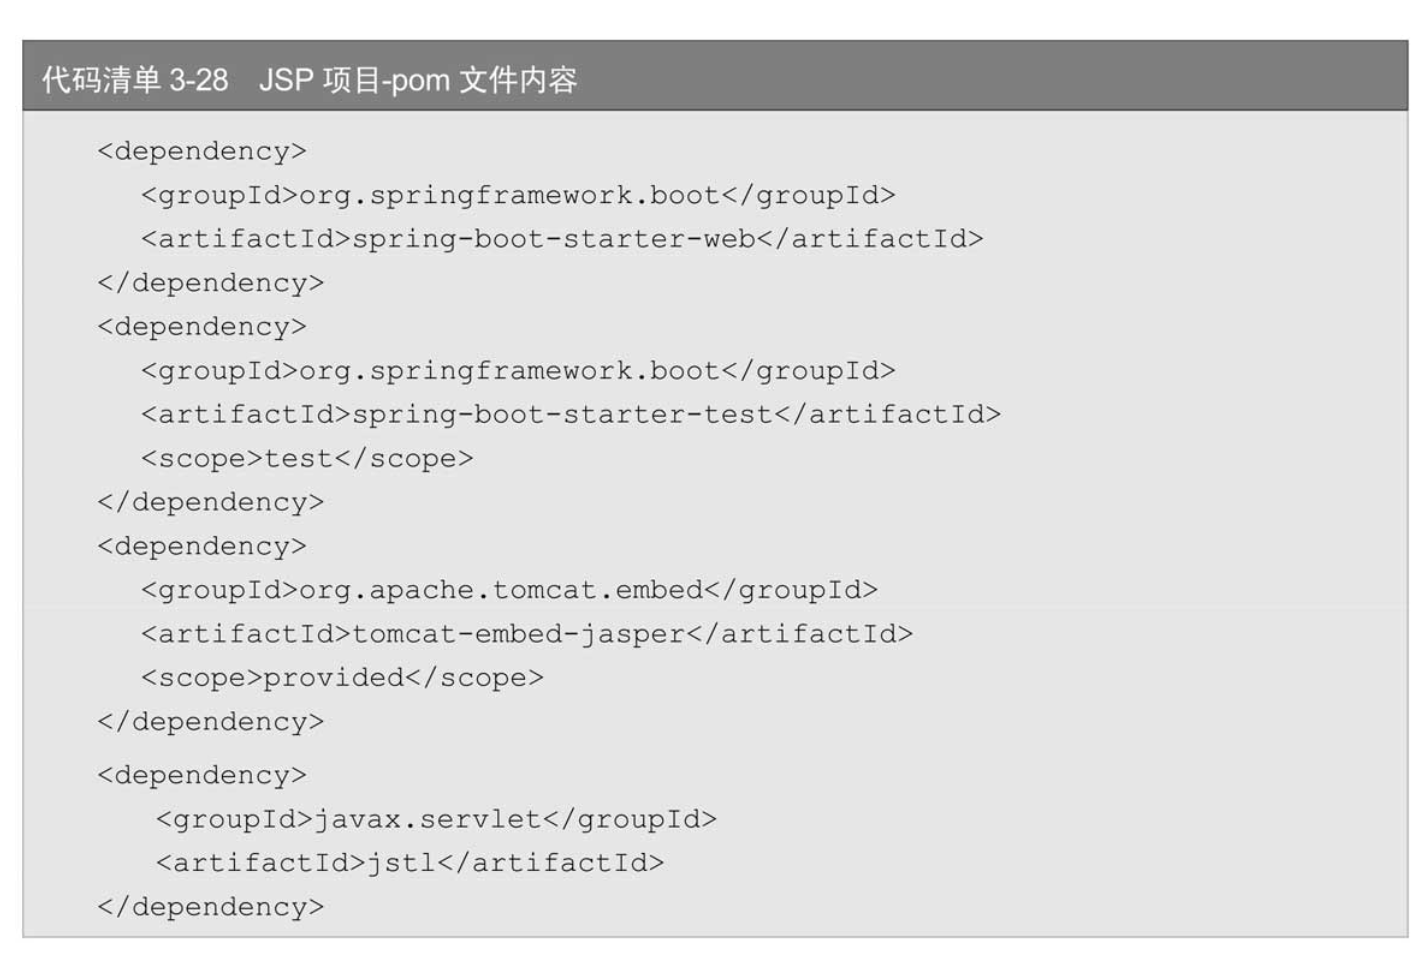 代码清单 3-28 JSP 项目-pom 文件内容
<dependency>
<groupId>org.springframework.boot</groupId>
<artifactId>spring-boot-starter-web</artifactId>
</dependency>
<dependency>
<groupId>org.springframework.boot</groupId>
<artifactId>spring-boot-starter-test</artifactId>
<scope>test</scope>
</dependency>
<dependency>
<groupId>org.apache.tomcat.embed</groupId>
<artifactId>tomcat-embed-jasper</artifactId>
<scope>provided</scope>
</dependency>
<dependency>
<groupId>javax.servlet</groupId>
<artifactId>jstl</artifactId>
</dependency>